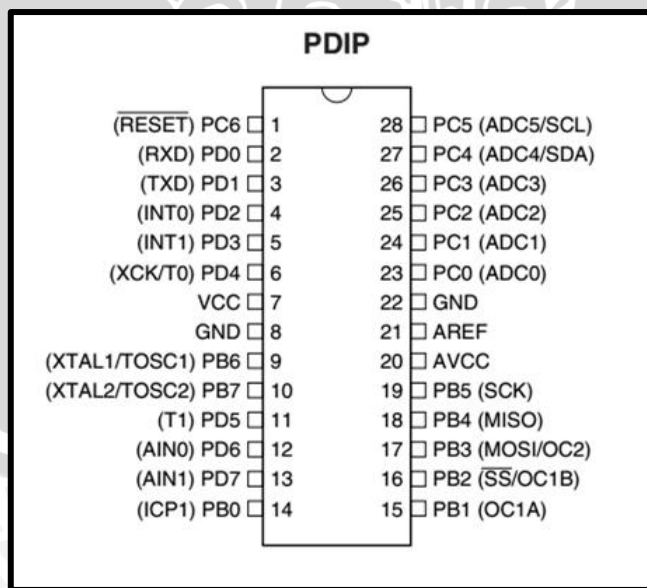 PDIP
(RESET) PC6 1
(RXD) PD0 2
(TXD) PD1 3
(INT0) PD2 4
(INT1) PD3 5
(XCK/T0) PD4 6
VCC 7
GND 8
(XTAL1/TOSC1) PB6 9
(XTAL2/TOSC2) PB7 10
(T1) PD5 11
(AIN0) PD6 12
(AIN1) PD7 13
(ICP1) PB0 14
28 PC5 (ADC5/SCL)
27 PC4 (ADC4/SDA)
26 PC3 (ADC3)
25 PC2 (ADC2)
24 PC1 (ADC1)
23 PC0 (ADC0)
22 GND
21 AREF
20 AVCC
19 PB5 (SCK)
18 PB4 (MISO)
17 PB3 (MOSI/OC2)
16 PB2 (SS/OC1B)
15 PB1 (OC1A)